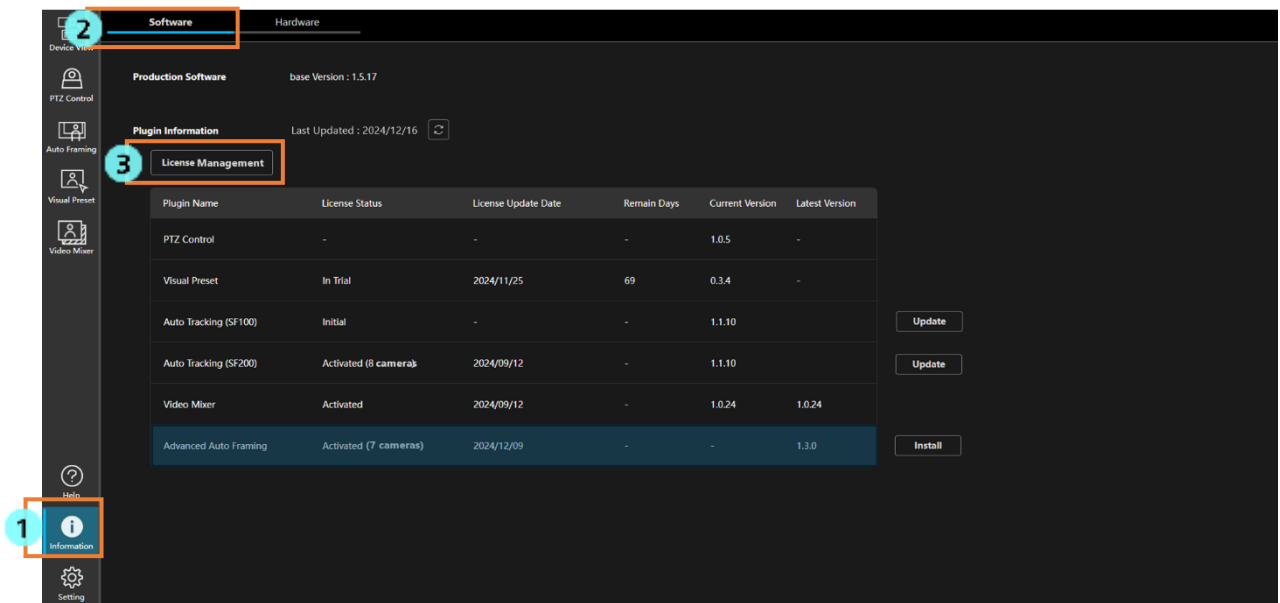 2
Software Hardware
Device View
Production Software base Version : 1.5.17
PTZ Control
Plugin Information Last Updated : 2024/12/16
Auto Framing
3 License Management
Visual Preset
Plugin Name License Status License Update Date Remain Days Current Version Latest Version
PTZ Control - - - 1.0.5 -
Video Mixer
Visual Preset In Trial 2024/11/25 69 0.3.4 -
Auto Tracking (SF100) Initial - - 1.1.10 Update
Auto Tracking (SF200) Activated (8 cameras) 2024/09/12 - 1.1.10 Update
Video Mixer Activated 2024/09/12 - 1.0.24 1.0.24
Advanced Auto Framing Activated (7 cameras) 2024/12/09 - - 1.3.0 Install
Help
1
Information
Setting